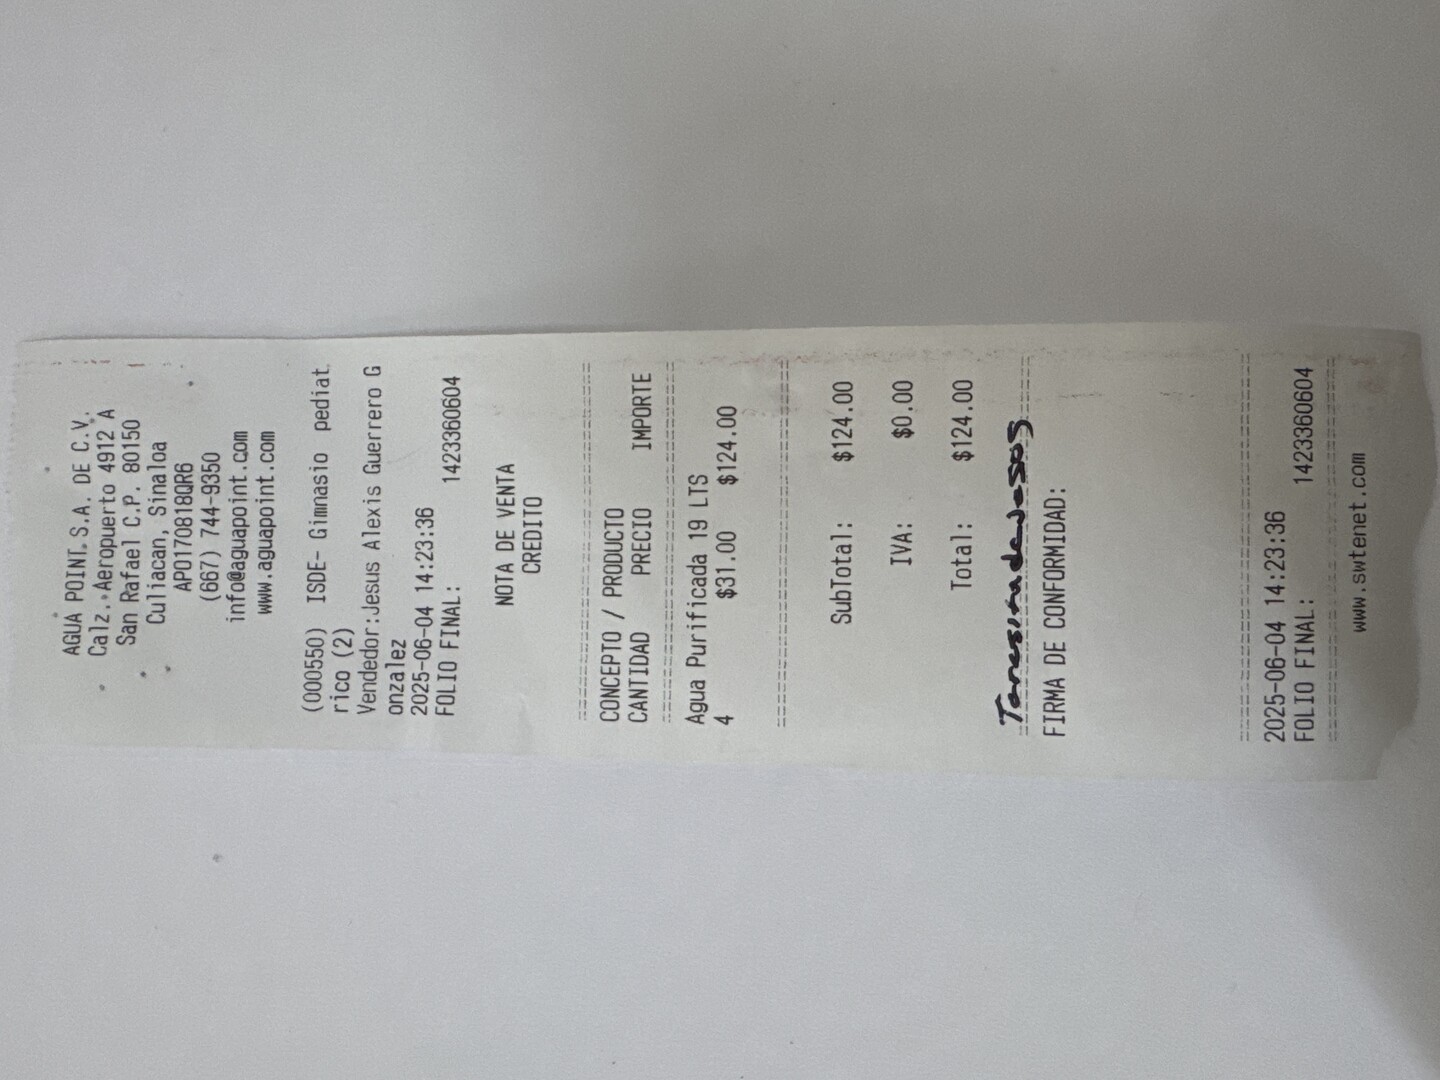 AGUA POINT, S.A. DE C.V.
Calz. Aeropuerto 4912 A
San Rafael C.P. 80150
Culiacan, Sinaloa
APO170818QR6
(667) 744-9350
info@aguapoint.com
www.aguapoint.com
(000550) ISDE- Gimnasio pediat
rico (2)
Vendedor:Jesus Alexis Guerrero G
onzalez
2025-06-04 14:23:36
FOLIO FINAL: 1423360604
NOTA DE VENTA
CREDITO
================================
CONCEPTO / PRODUCTO
CANTIDAD PRECIO IMPORTE
================================
Agua Purificada 19 LTS
4 $31.00 $124.00
================================
SubTotal: $124.00
IVA: $0.00
Total: $124.00
================================
FIRMA DE CONFORMIDAD:
================================
2025-06-04 14:23:36
FOLIO FINAL: 1423360604
================================
www.swtenet.com